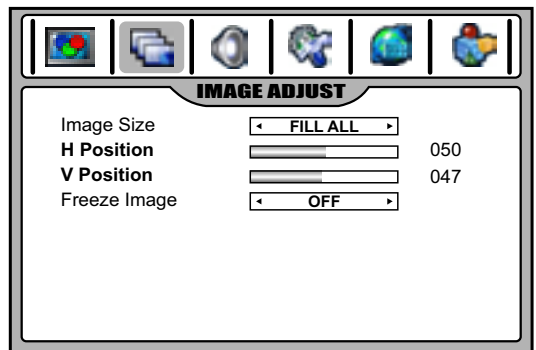 IMAGE ADJUST
Image Size FILL ALL
H Position 050
V Position 047
Freeze Image OFF